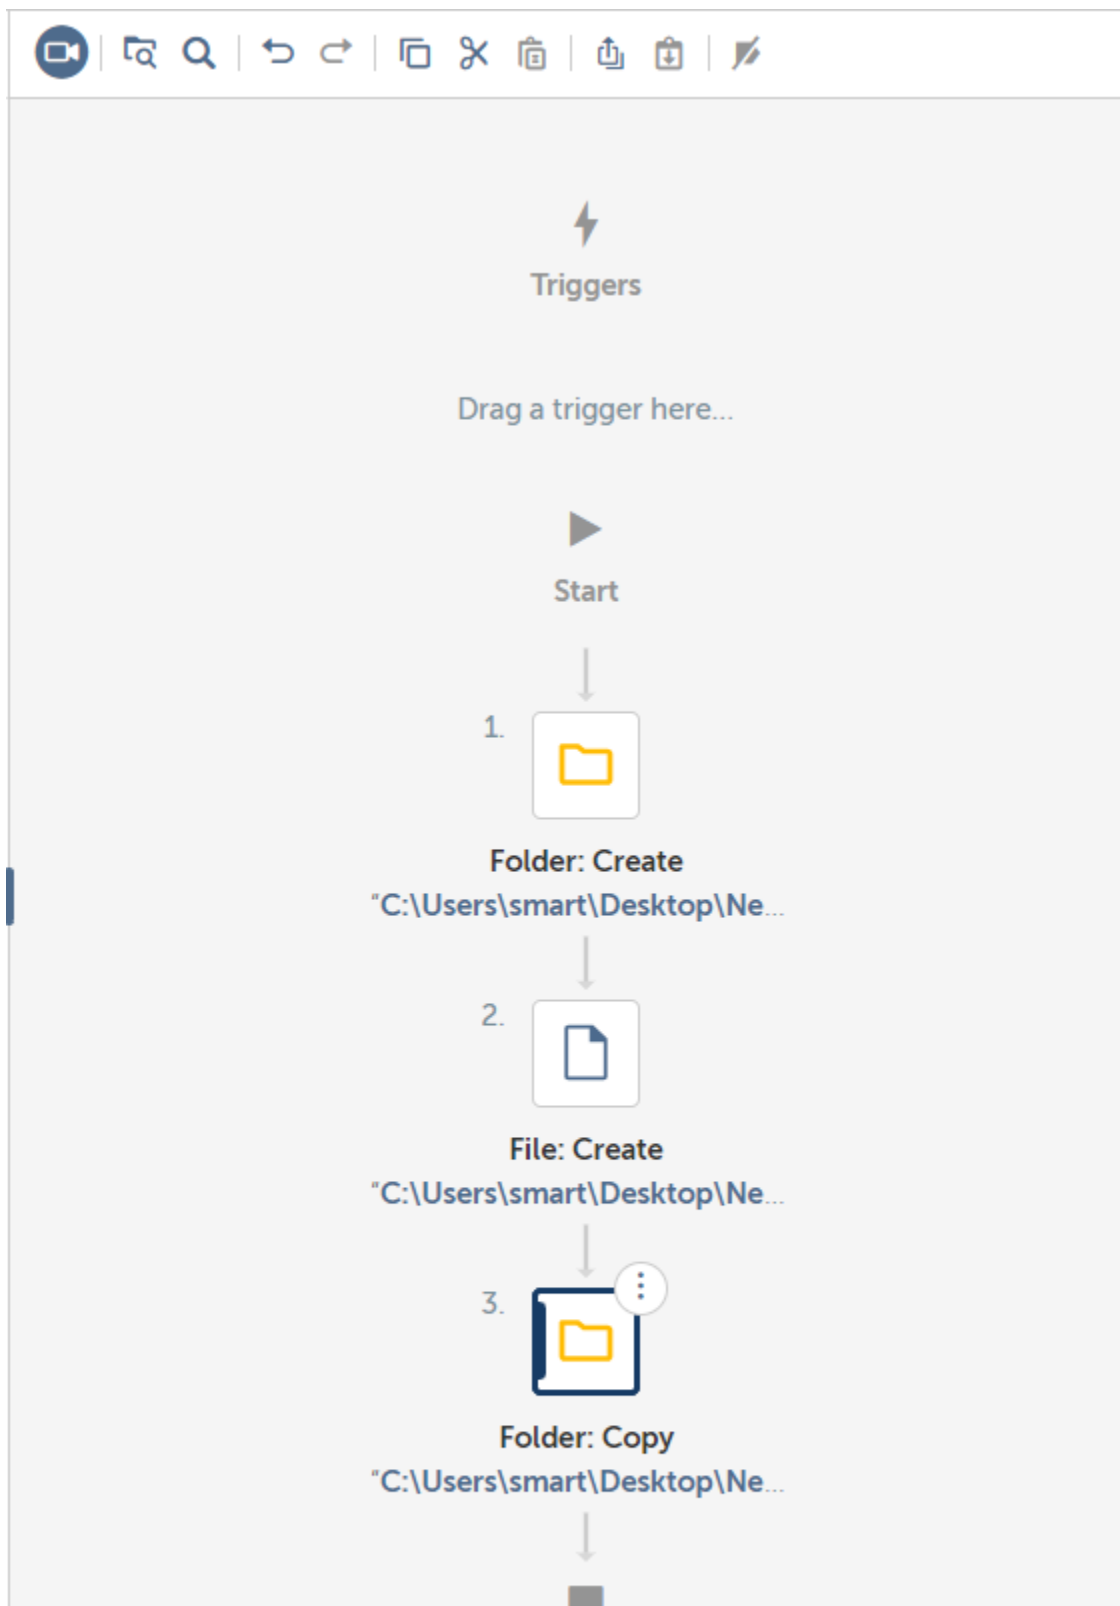 Triggers
Drag a trigger here...
Start
1.
Folder: Create
"C:\Users\smart\Desktop\Ne...
2.
File: Create
"C:\Users\smart\Desktop\Ne...
3.
Folder: Copy
"C:\Users\smart\Desktop\Ne...